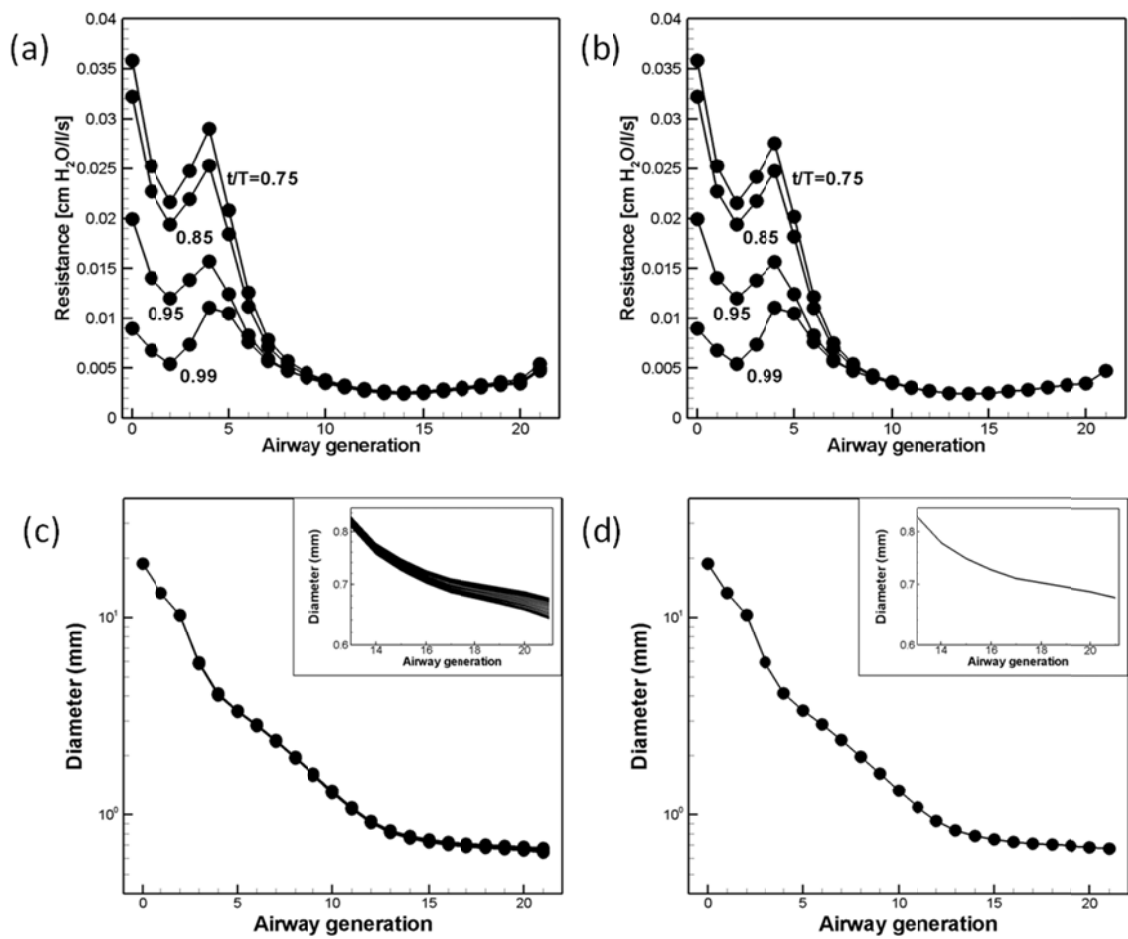 (a)
0.04
0.035
0.03
0.025
0.02
0.015
0.01
0.005
0
Resistance [cm H₂O/l/s]
t/T=0.75
0.85
0.95
0.99
0 5 10 15 20
Airway generation
(b)
0.04
0.035
0.03
0.025
0.02
0.015
0.01
0.005
0
Resistance [cm H₂O/l/s]
t/T=0.75
0.85
0.95
0.99
0 5 10 15 20
Airway generation
(c)
Diameter (mm)
10¹
10⁰
0.8
0.7
0.6
Diameter (mm)
14 16 18 20
Airway generation
0 5 10 15 20
Airway generation
(d)
Diameter (mm)
10¹
10⁰
0.8
0.7
0.6
Diameter (mm)
14 16 18 20
Airway generation
0 5 10 15 20
Airway generation